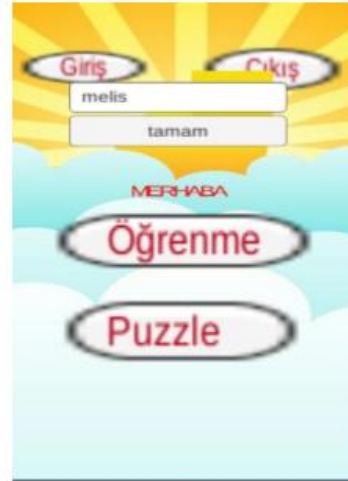 Giriş Çıkış
melis
tamam
MERHABA
Öğrenme
Puzzle